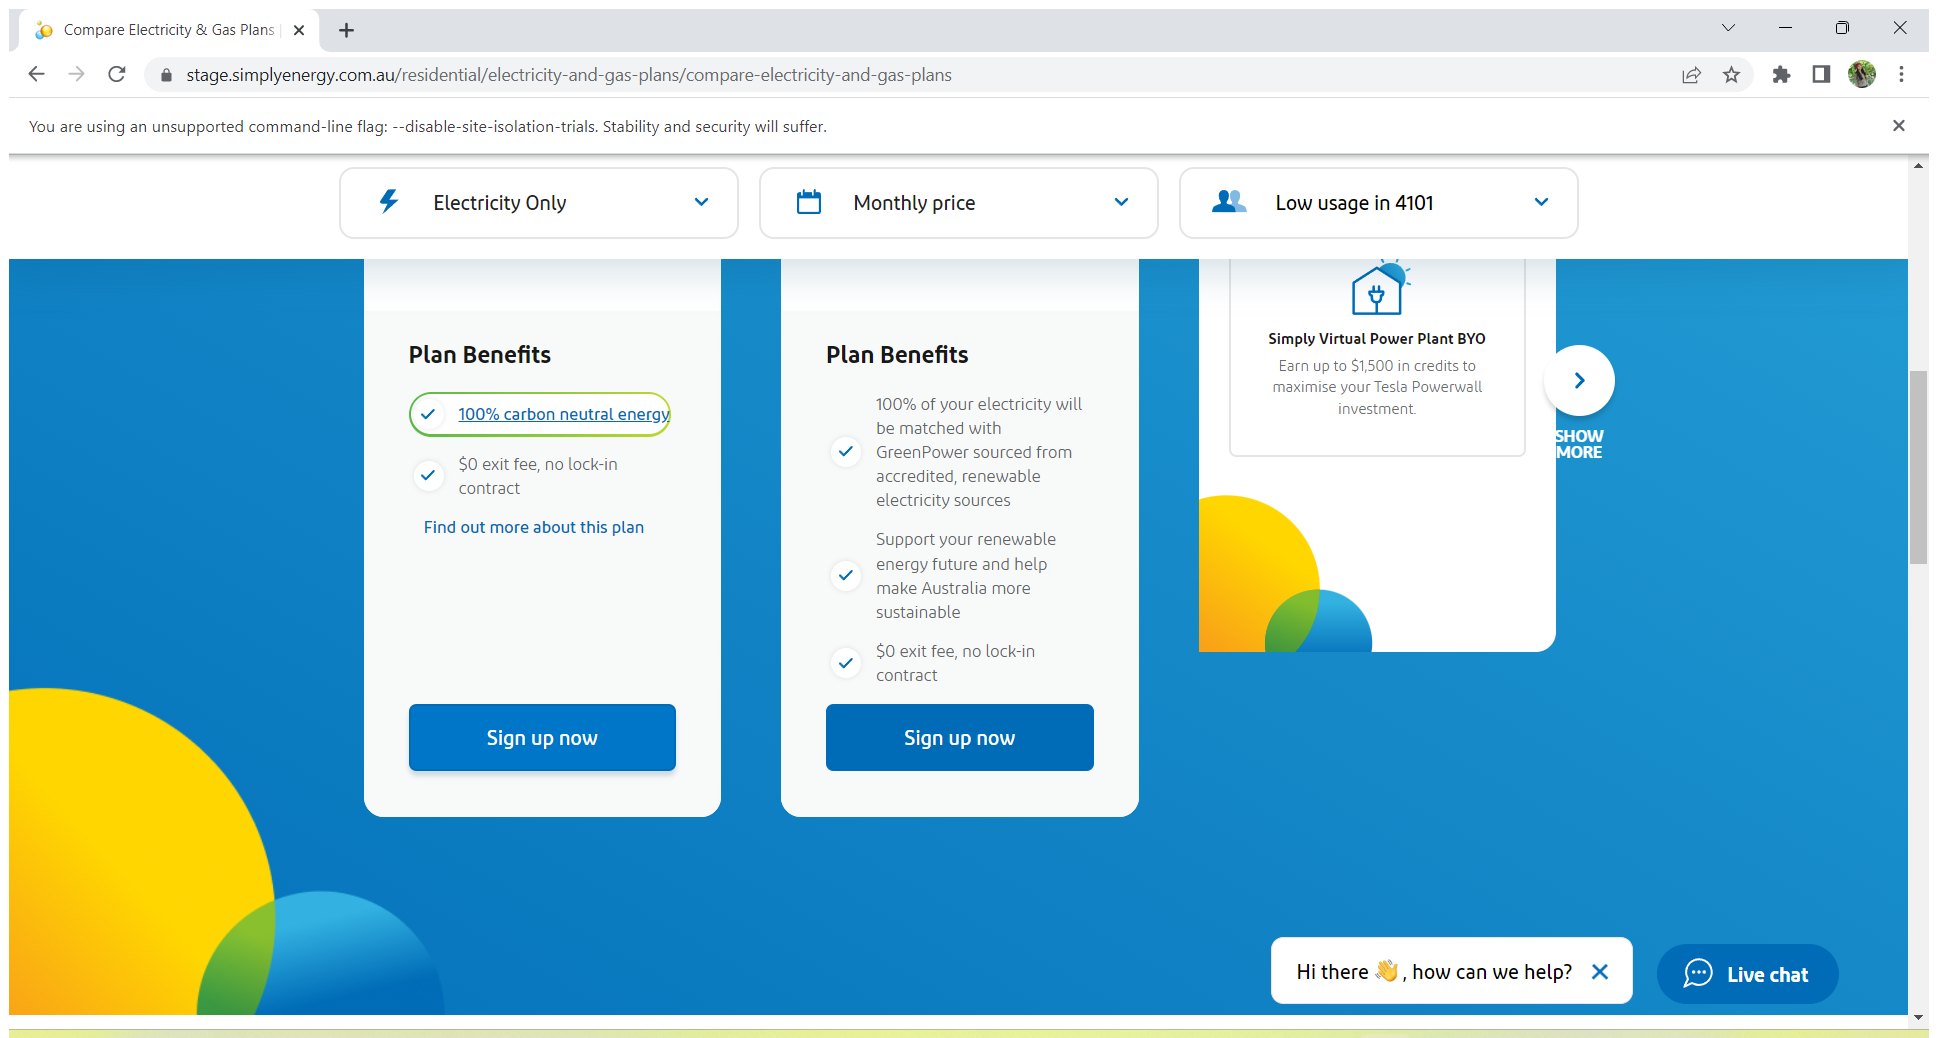 Compare Electricity & Gas Plans |
stage.simplyenergy.com.au/residential/electricity-and-gas-plans/compare-electricity-and-gas-plans
You are using an unsupported command-line flag: --disable-site-isolation-trials. Stability and security will suffer.
Electricity Only
Monthly price
Low usage in 4101
Plan Benefits
100% carbon neutral energy
$0 exit fee, no lock-in
contract
Find out more about this plan
Sign up now
Plan Benefits
100% of your electricity will
be matched with
GreenPower sourced from
accredited, renewable
electricity sources
Support your renewable
energy future and help
make Australia more
sustainable
$0 exit fee, no lock-in
contract
Sign up now
Simply Virtual Power Plant BYO
Earn up to $1,500 in credits to
maximise your Tesla Powerwall
investment.
SHOW
MORE
Hi there 👋 , how can we help?
Live chat